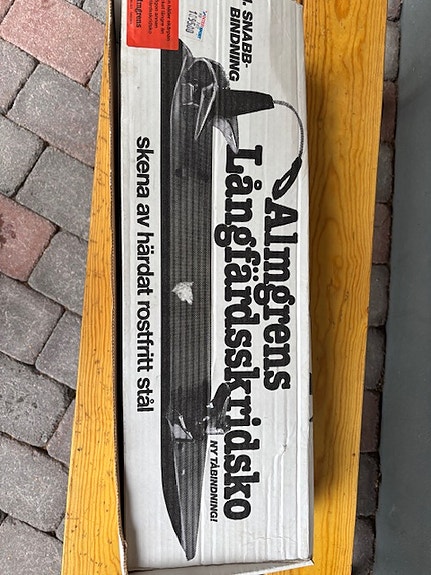 Almgrens
Långfärdsskridsko
NY TÅBINDNING!
SNABB-
BINDNING
skena av härdat rostfritt stål